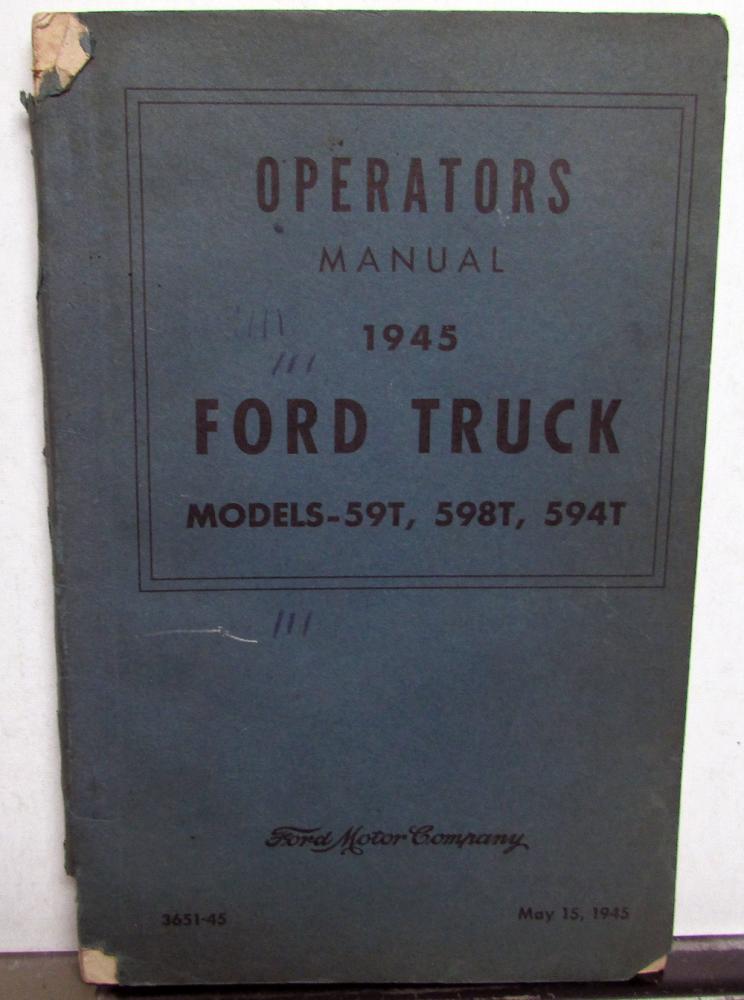 OPERATORS
MANUAL
1945
FORD TRUCK
MODELS-59T, 598T, 594T
Ford Motor Company
3651-45
May 15, 1945